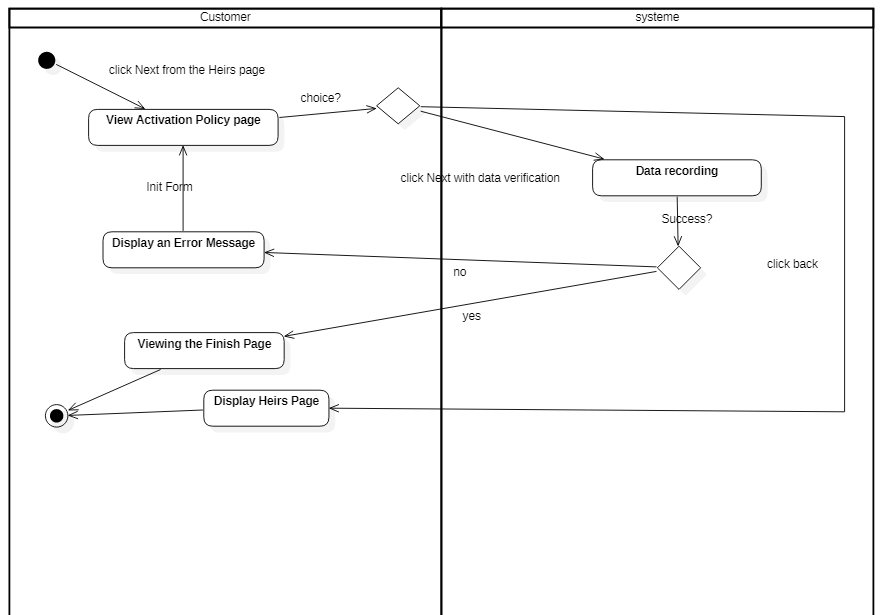 Customer
systeme
click Next from the Heirs page
choice?
View Activation Policy page
click Next with data verification
Data recording
Init Form
Success?
Display an Error Message
no
click back
yes
Viewing the Finish Page
Display Heirs Page